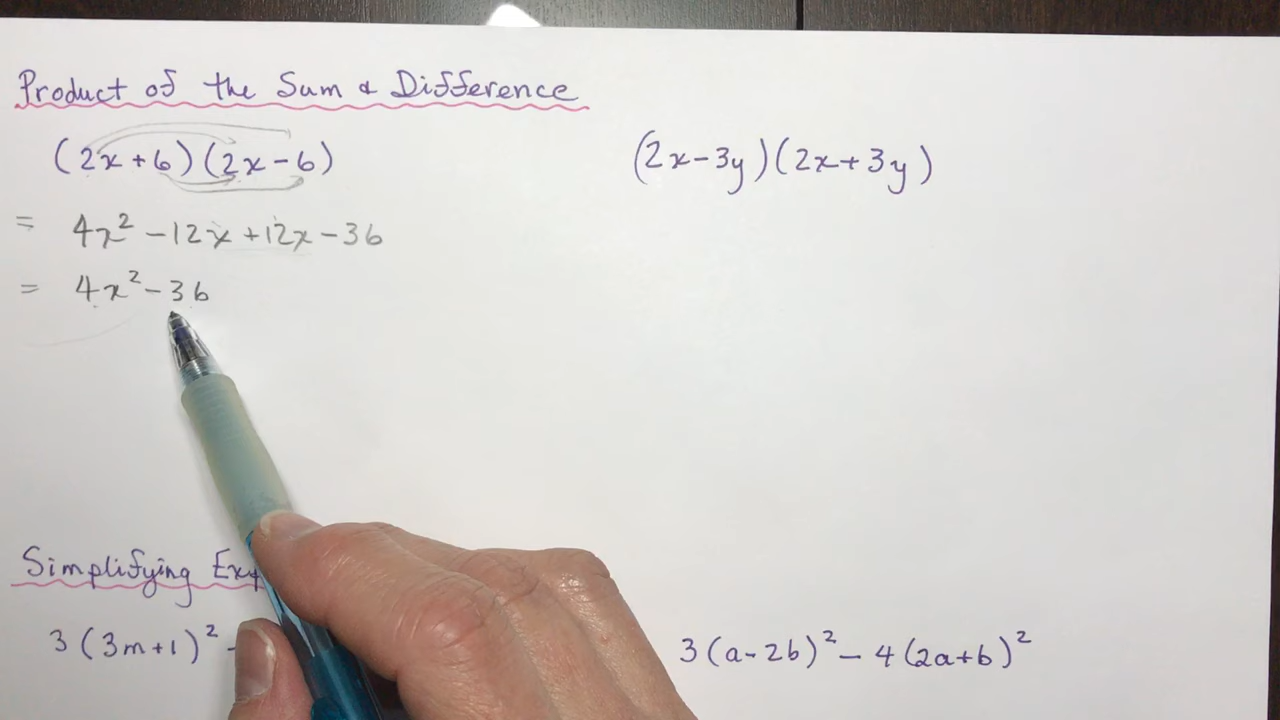 Product of the Sum & Difference
(2x+6)(2x-6)
= 4x² -12x +12x -36
= 4x² -36
(2x-3y)(2x+3y)
Simplifying
3(3m+1)² -
3(a-2b)² - 4(2a+b)²